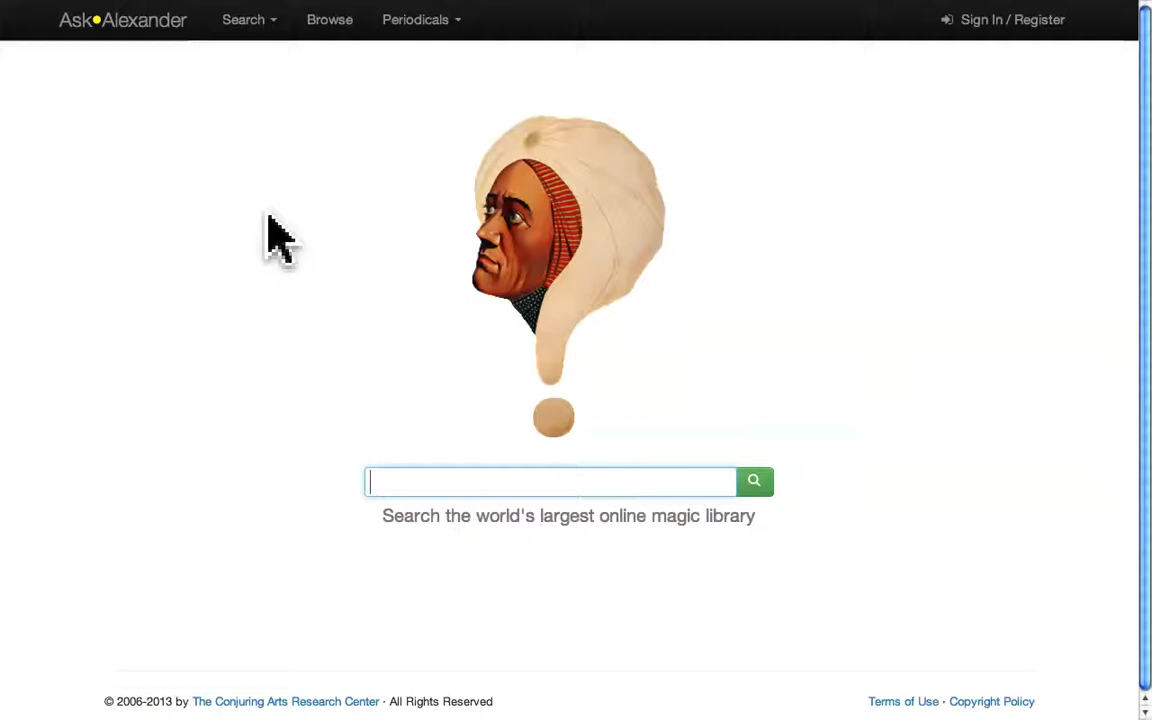 Ask•Alexander Search Browse Periodicals Sign In / Register
Search the world's largest online magic library
© 2006-2013 by The Conjuring Arts Research Center · All Rights Reserved Terms of Use · Copyright Policy